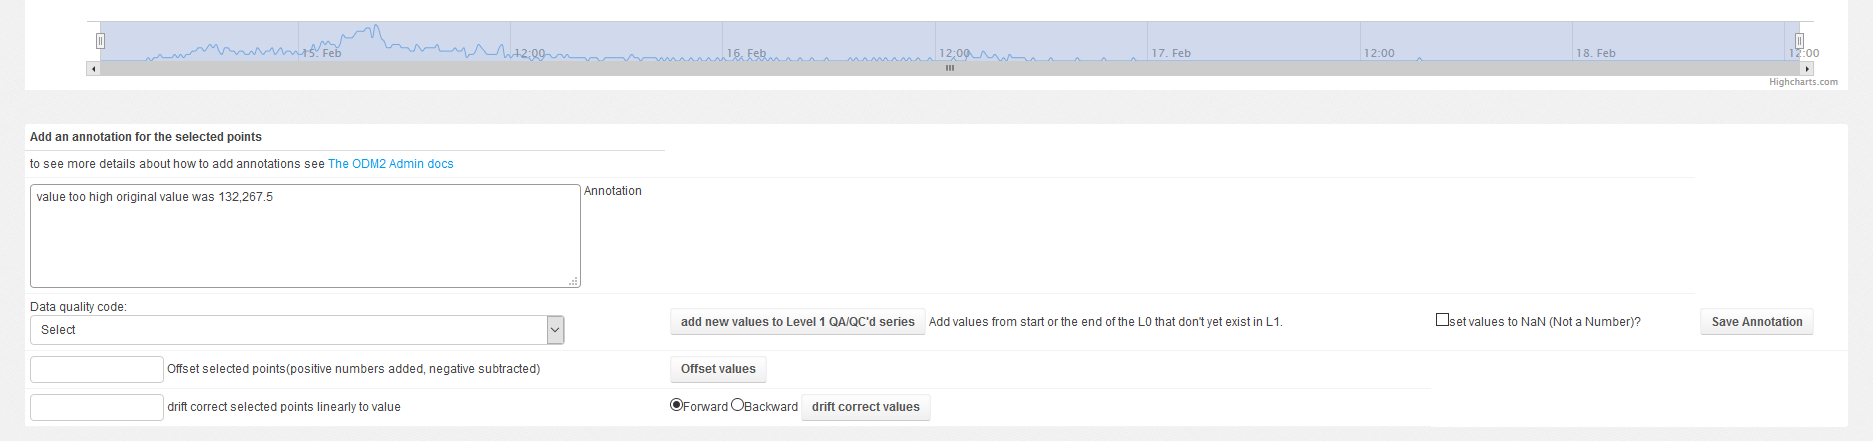 15. Feb 12:00 16. Feb 12:00 17. Feb 12:00 18. Feb 12:00
Highcharts.com
Add an annotation for the selected points
to see more details about how to add annotations see The ODM2 Admin docs
value too high original value was 132,267.5
Annotation
Data quality code:
Select
add new values to Level 1 QA/QC'd series Add values from start or the end of the L0 that don't yet exist in L1. set values to NaN (Not a Number)? Save Annotation
Offset selected points(positive numbers added, negative subtracted) Offset values
drift correct selected points linearly to value Forward Backward drift correct values